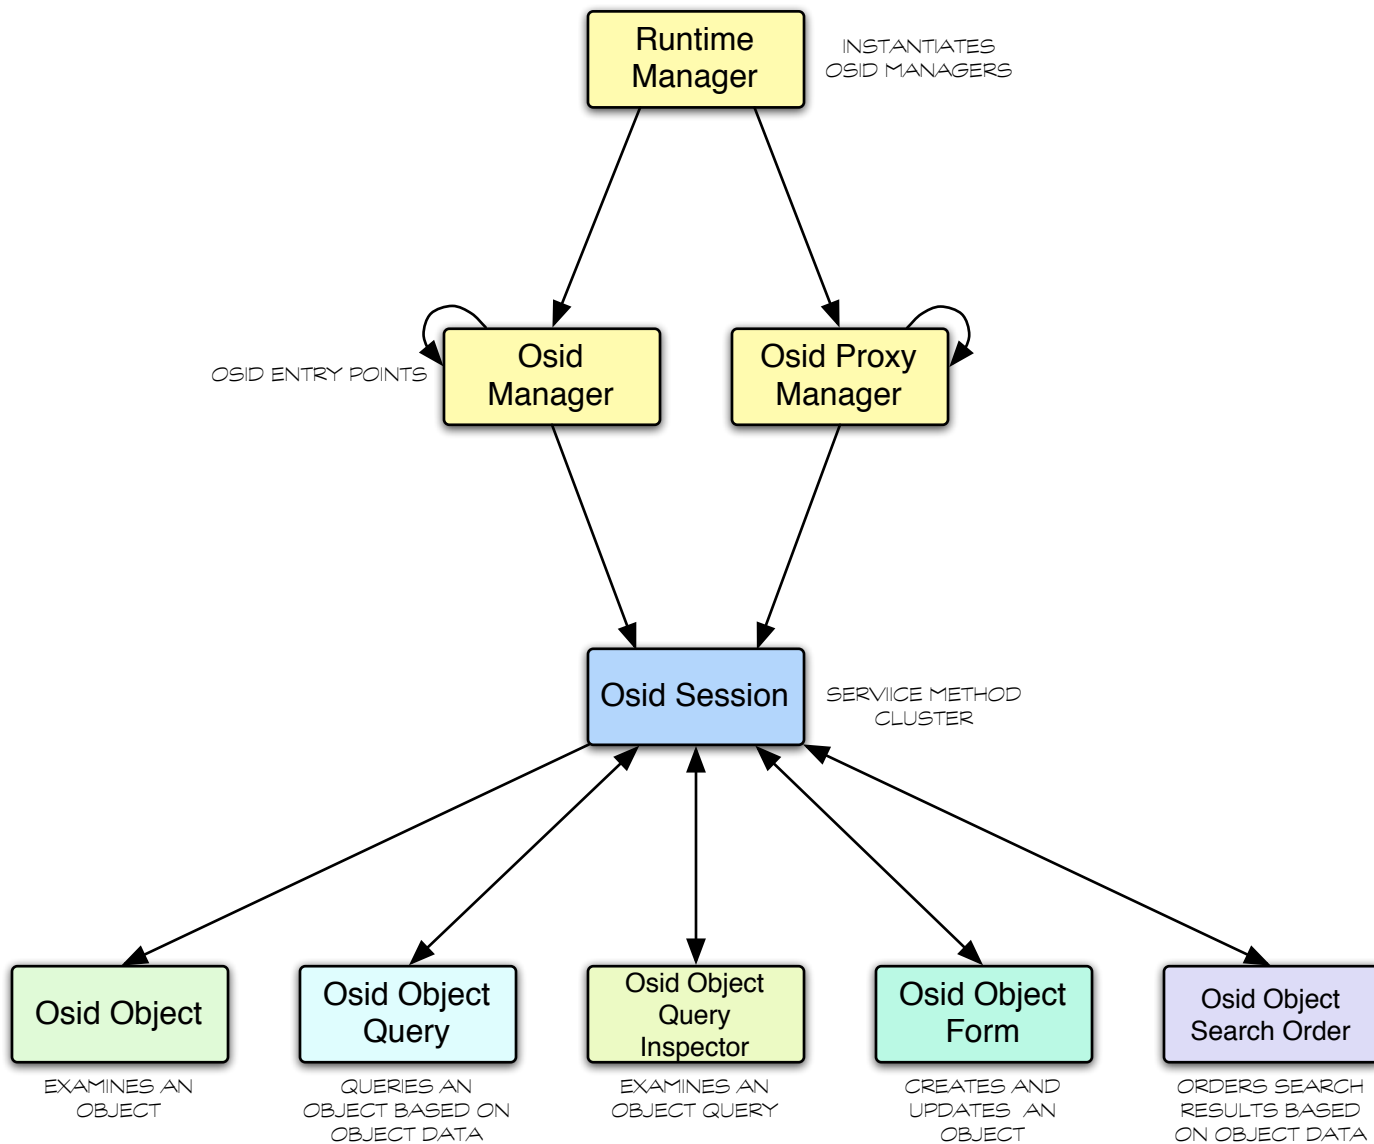 Runtime
Manager
INSTANTIATES
OSID MANAGERS
OSID ENTRY POINTS
Osid
Manager
Osid Proxy
Manager
Osid Session
SERVIICE METHOD
CLUSTER
Osid Object
Osid Object
Query
Osid Object
Query
Inspector
Osid Object
Form
Osid Object
Search Order
EXAMINES AN
OBJECT
QUERIES AN
OBJECT BASED ON
OBJECT DATA
EXAMINES AN
OBJECT QUERY
CREATES AND
UPDATES AN
OBJECT
ORDERS SEARCH
RESULTS BASED
ON OBJECT DATA